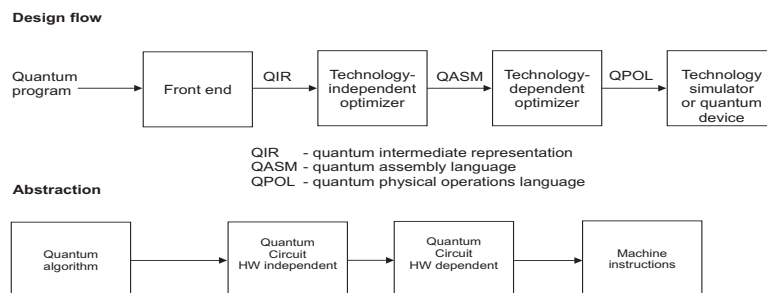 Design flow
Quantum
program
Front end
QIR
Technology-
independent
optimizer
QASM
Technology-
dependent
optimizer
QPOL
Technology
simulator
or quantum
device
QIR - quantum intermediate representation
QASM - quantum assembly language
QPOL - quantum physical operations language
Abstraction
Quantum
algorithm
Quantum
Circuit
HW independent
Quantum
Circuit
HW dependent
Machine
instructions